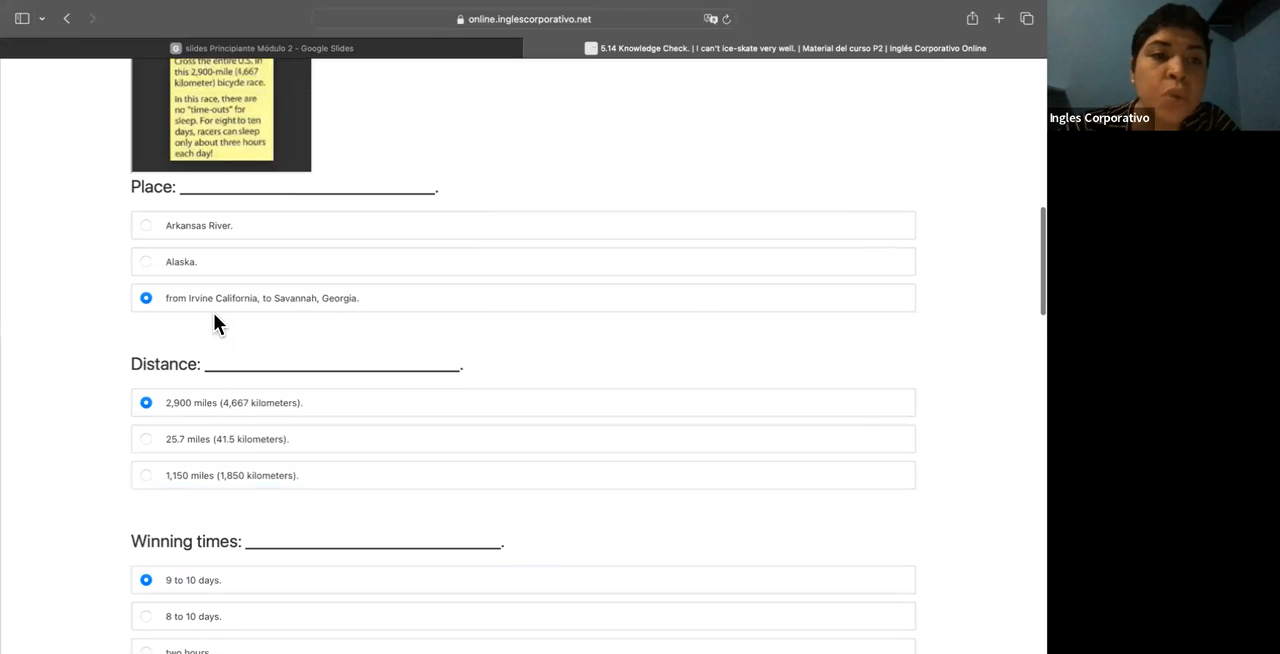 online.inglescorporativo.net
slides Principiante Módulo 2 - Google Slides
5.14 Knowledge Check. | I can't ice-skate very well. | Material del curso P2 | Inglés Corporativo Online
Ingles Corporativo
Cross the entire U.S. in
this 2,900-mile (4,667
kilometer) bicycle race.
In this race, there are
no "time-outs" for
sleep. For eight to ten
days, racers can sleep
only about three hours
each day!
Place: ____________________________.
Arkansas River.
Alaska.
from Irvine California, to Savannah, Georgia.
Distance: ____________________________.
2,900 miles (4,667 kilometers).
25.7 miles (41.5 kilometers).
1,150 miles (1,850 kilometers).
Winning times: ____________________________.
9 to 10 days.
8 to 10 days.
two hours